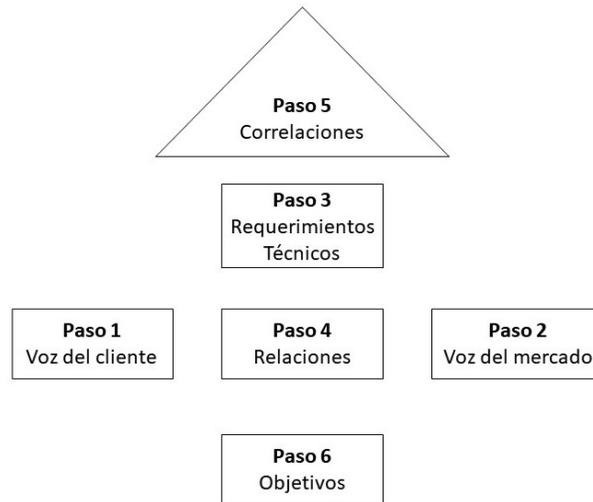 Paso 5
Correlaciones
Paso 3
Requerimientos
Técnicos
Paso 1
Voz del cliente
Paso 4
Relaciones
Paso 2
Voz del mercado
Paso 6
Objetivos